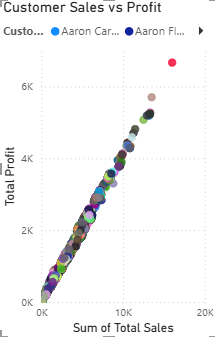 Customer Sales vs Profit
Custo... Aaron Car... Aaron Fl...
6K
4K
2K
0K
Total Profit
0K 10K 20K
Sum of Total Sales